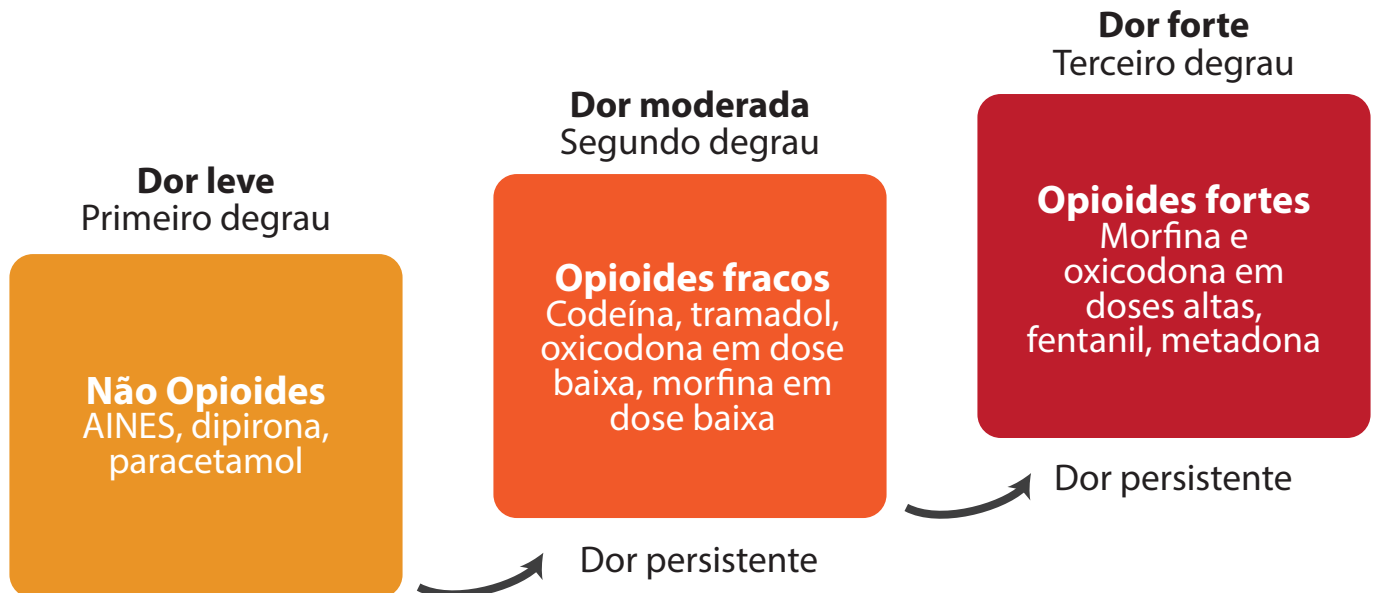 Dor leve
Primeiro degrau
Não Opioides
AINES, dipirona,
paracetamol
Dor persistente
Dor moderada
Segundo degrau
Opioides fracos
Codeína, tramadol,
oxicodona em dose
baixa, morfina em
dose baixa
Dor persistente
Dor forte
Terceiro degrau
Opioides fortes
Morfina e
oxicodona em
doses altas,
fentanil, metadona